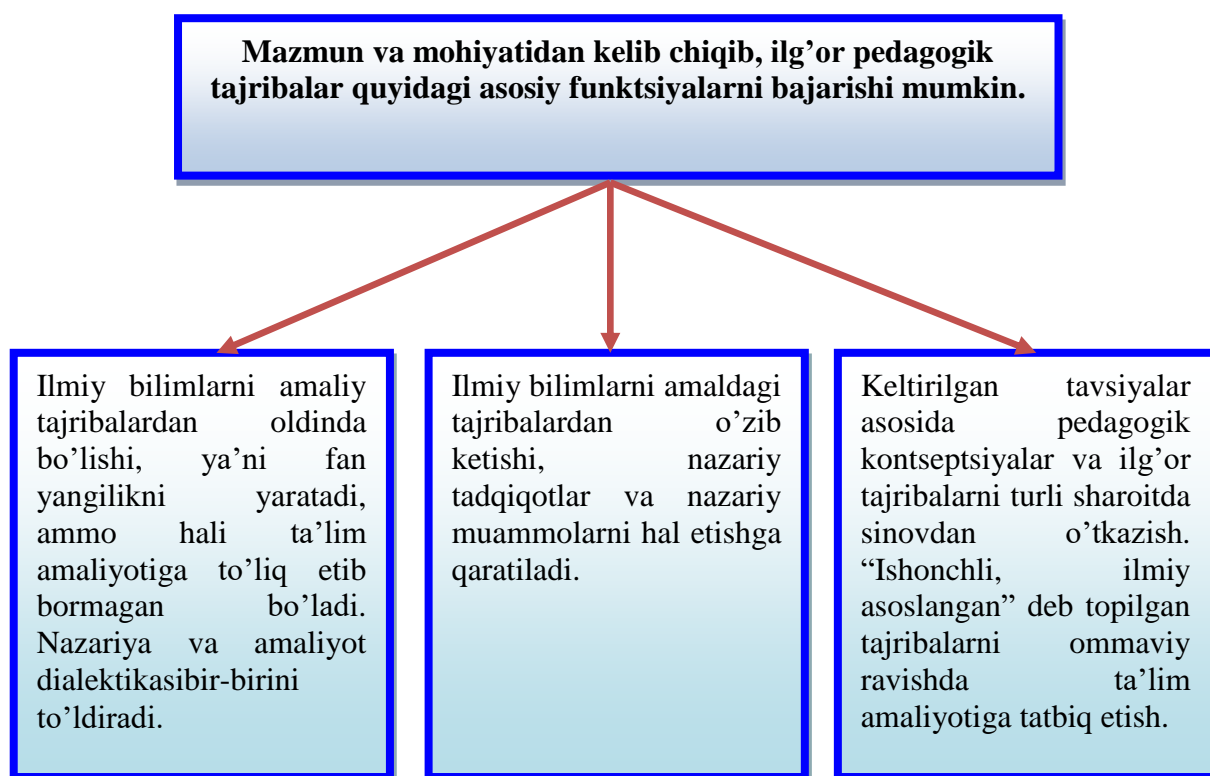 Mazmun va mohiyatidan kelib chiqib, ilg’or pedagogik
tajribalar quyidagi asosiy funktsiyalarni bajarishi mumkin.
Ilmiy bilimlarni amaliy
tajribalardan oldinda
bo’lishi, ya’ni fan
yangilikni yaratadi,
ammo hali ta’lim
amaliyotiga to’liq etib
bormagan bo’ladi.
Nazariya va amaliyot
dialektikasibir-birini
to’ldiradi.
Ilmiy bilimlarni amaldagi
tajribalardan o’zib
ketishi, nazariy
tadqiqotlar va nazariy
muammolarni hal etishga
qaratiladi.
Keltirilgan tavsiyalar
asosida pedagogik
kontseptsiyalar va ilg’or
tajribalarni turli sharoitda
sinovdan o’tkazish.
“Ishonchli, ilmiy
asoslangan” deb topilgan
tajribalarni ommaviy
ravishda ta’lim
amaliyotiga tatbiq etish.